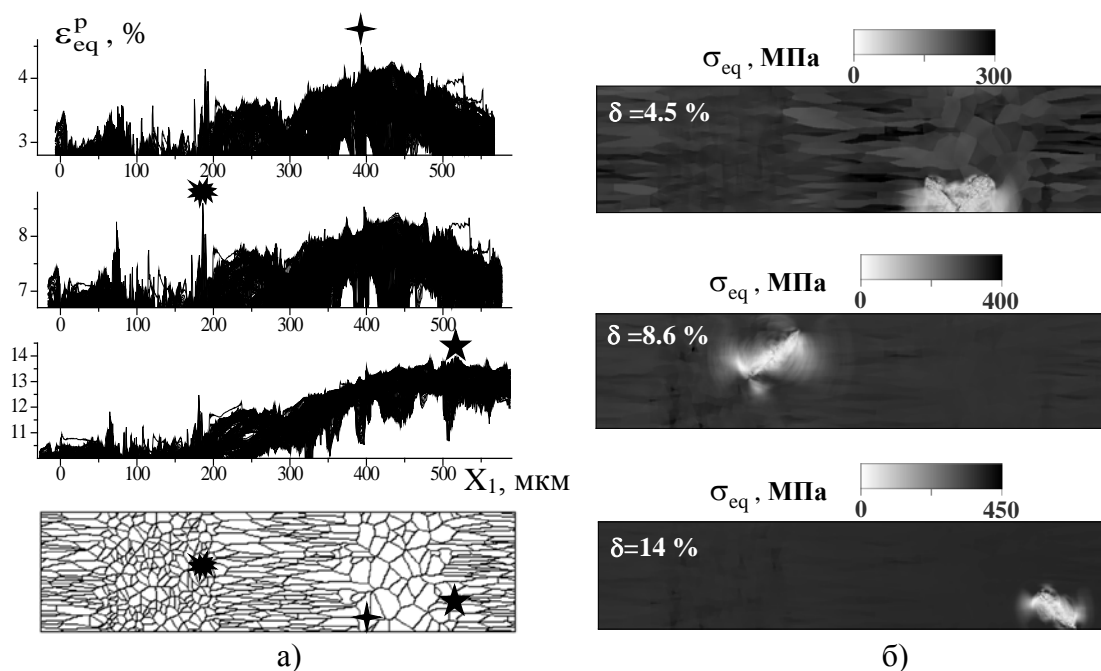 ε^p_eq , %
4
3
0 100 200 300 400 500
8
7
0 100 200 300 400 500
14
13
12
11
0 100 200 300 400 500
X₁, мкм
а)
σ_eq , МПа
0 300
δ =4.5 %
σ_eq , МПа
0 400
δ =8.6 %
σ_eq , МПа
0 450
δ=14 %
б)